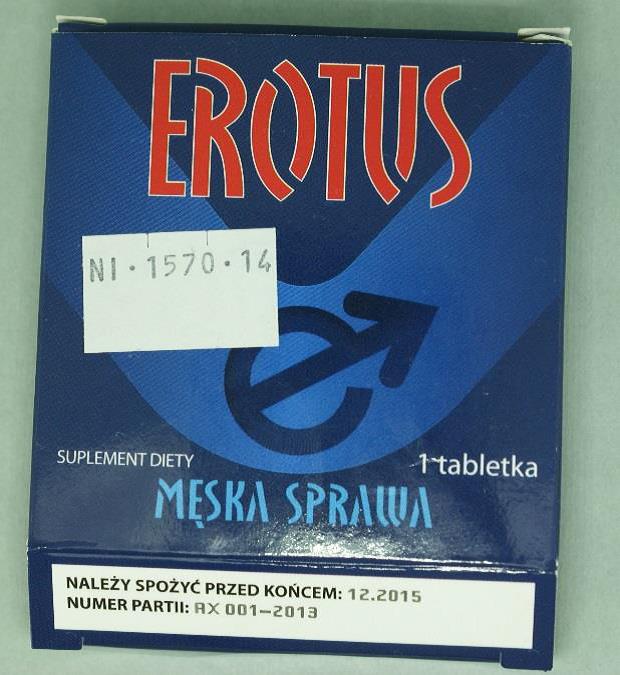 EROTUS
NI·1570·14
SUPLEMENT DIETY
1 tabletka
MĘSKA SPRAWA
NALEŻY SPOŻYĆ PRZED KOŃCEM: 12.2015
NUMER PARTII: AX 001-2013